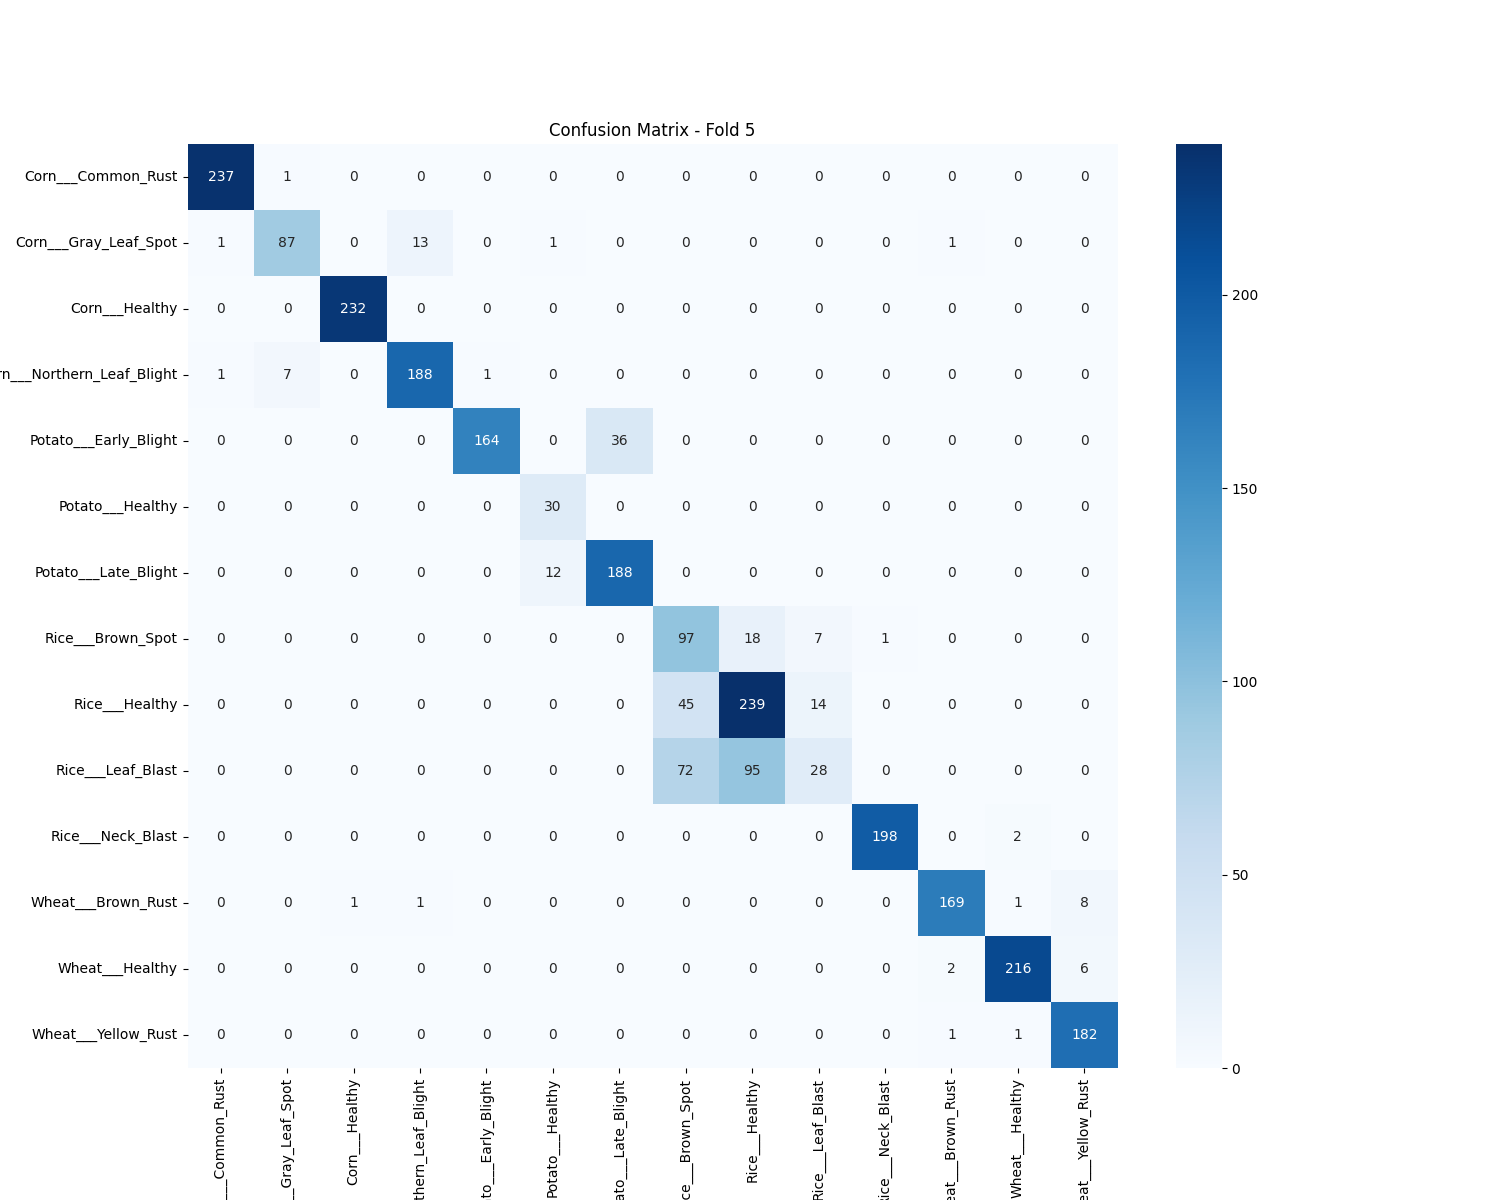 Confusion Matrix - Fold 5
Corn___Common_Rust 237 1 0 0 0 0 0 0 0 0 0 0 0 0
Corn___Gray_Leaf_Spot 1 87 0 13 0 1 0 0 0 0 0 1 0 0
Corn___Healthy 0 0 232 0 0 0 0 0 0 0 0 0 0 0
rn___Northern_Leaf_Blight 1 7 0 188 1 0 0 0 0 0 0 0 0 0
Potato___Early_Blight 0 0 0 0 164 0 36 0 0 0 0 0 0 0
Potato___Healthy 0 0 0 0 0 30 0 0 0 0 0 0 0 0
Potato___Late_Blight 0 0 0 0 0 12 188 0 0 0 0 0 0 0
Rice___Brown_Spot 0 0 0 0 0 0 0 97 18 7 1 0 0 0
Rice___Healthy 0 0 0 0 0 0 0 45 239 14 0 0 0 0
Rice___Leaf_Blast 0 0 0 0 0 0 0 72 95 28 0 0 0 0
Rice___Neck_Blast 0 0 0 0 0 0 0 0 0 0 198 0 2 0
Wheat___Brown_Rust 0 0 1 1 0 0 0 0 0 0 0 169 1 8
Wheat___Healthy 0 0 0 0 0 0 0 0 0 0 0 2 216 6
Wheat___Yellow_Rust 0 0 0 0 0 0 0 0 0 0 0 1 1 182
___Common_Rust
__Gray_Leaf_Spot
Corn___Healthy
thern_Leaf_Blight
to___Early_Blight
Potato___Healthy
ato___Late_Blight
ce___Brown_Spot
Rice___Healthy
Rice___Leaf_Blast
ice___Neck_Blast
eat___Brown_Rust
Wheat___Healthy
eat___Yellow_Rust
200
150
100
50
0